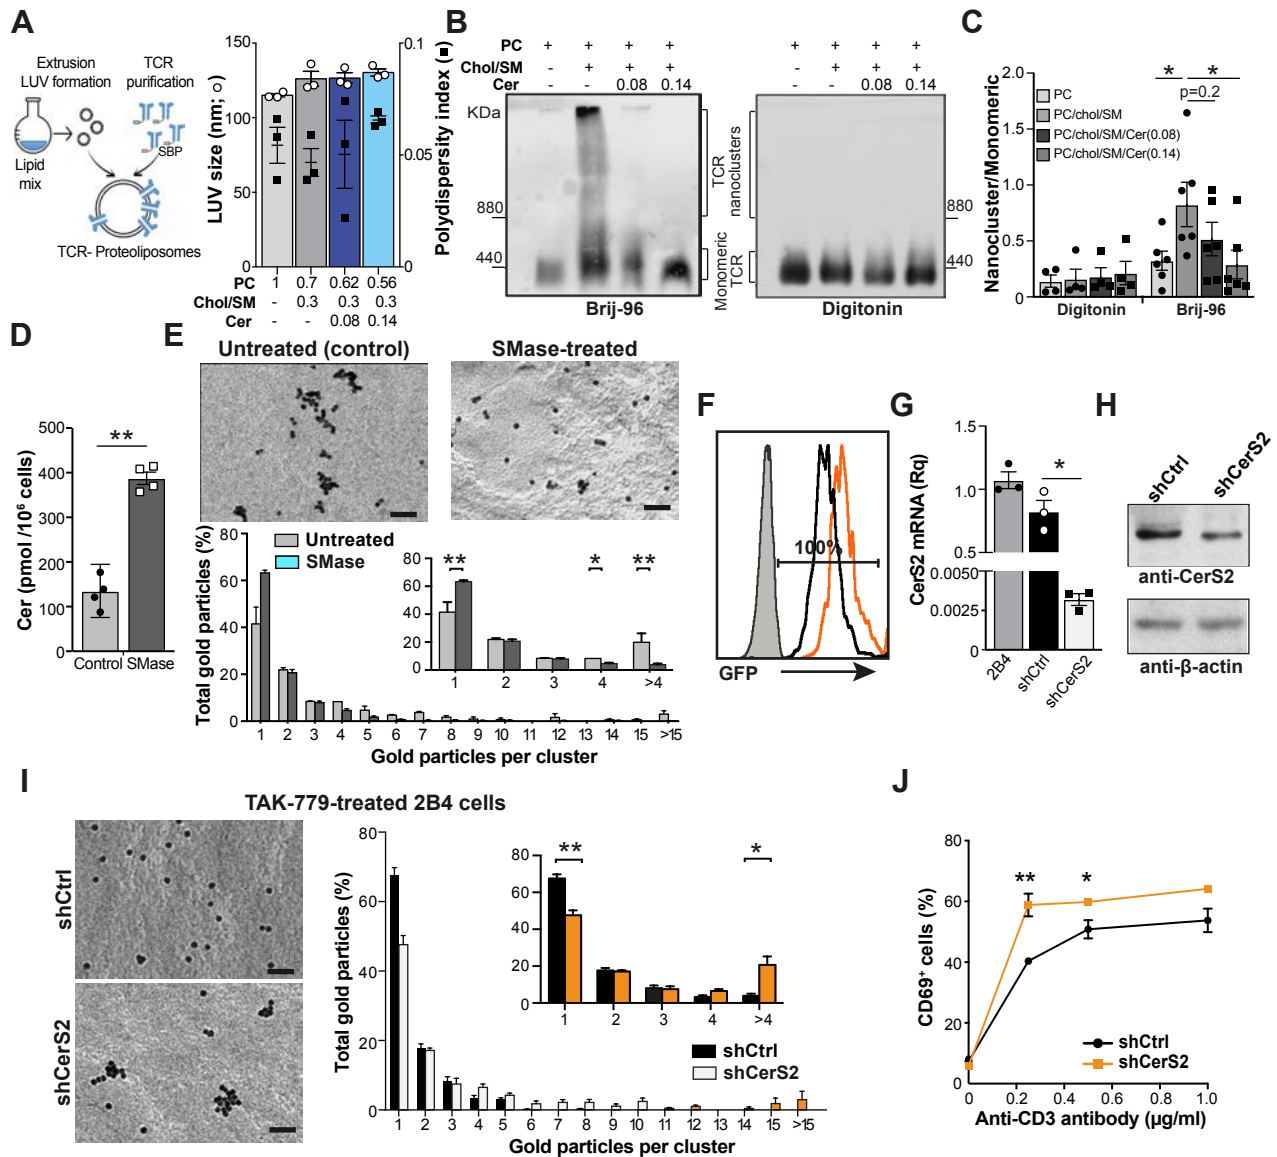 A
Extrusion
LUV formation
TCR
purification
SBP
Lipid
mix
TCR- Proteoliposomes
LUV size (nm; ○)
150
100
50
0
0.1
0.05
0
Polydispersity index (■)
PC 1 0.7 0.62 0.56
Chol/SM - 0.3 0.3 0.3
Cer - - 0.08 0.14
B
PC + + + + + + + +
Chol/SM - + + + - + + +
Cer - - 0.08 0.14 - - 0.08 0.14
KDa
880
440
TCR
nanoclusters
Monomeric
TCR
880
440
Brij-96
Digitonin
C
Nanocluster/Monomeric
2.0
1.5
1.0
0.5
0
PC
PC/chol/SM
PC/chol/SM/Cer(0.08)
PC/chol/SM/Cer(0.14)
* *
p=0.2
Digitonin Brij-96
D
Cer (pmol /10⁶ cells)
500
400
300
200
100
0
**
Control SMase
E
Untreated (control)
SMase-treated
Total gold particles (%)
80
60
40
20
0
Untreated
SMase
80
60
40
20
0
** * **
1 2 3 4 >4
1 2 3 4 5 6 7 8 9 10 11 12 13 14 15 >15
Gold particles per cluster
F
100%
GFP
G
CerS2 mRNA (Rq)
1.5
1.0
0.5
0.0050
0.0025
0
*
2B4
shCtrl
shCerS2
H
shCtrl
shCerS2
anti-CerS2
anti-β-actin
I
TAK-779-treated 2B4 cells
shCtrl
shCerS2
Total gold particles (%)
80
60
40
20
0
80
60
40
20
0
** *
1 2 3 4 >4
shCtrl
shCerS2
1 2 3 4 5 6 7 8 9 10 11 12 13 14 15 >15
Gold particles per cluster
J
CD69⁺ cells (%)
80
60
40
20
0
** *
shCtrl
shCerS2
0 0.2 0.4 0.6 0.8 1.0
Anti-CD3 antibody (µg/ml)